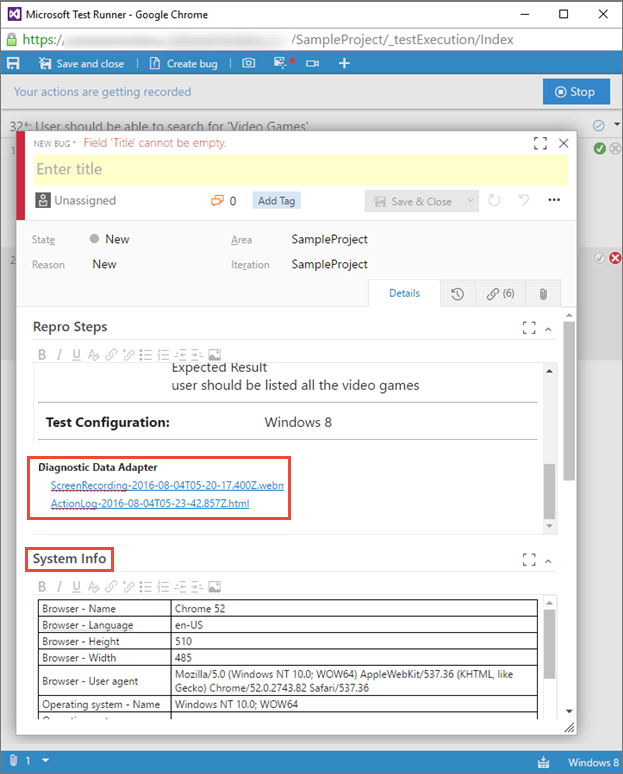 Microsoft Test Runner - Google Chrome
https:/ /SampleProject/_testExecution/Index
Save and close Create bug
Your actions are getting recorded Stop
32*: User should be able to search for 'Video Games'
1
NEW BUG * Field 'Title' cannot be empty.
Enter title
Unassigned 0 Add Tag Save & Close
State New Area SampleProject
2
Reason New Iteration SampleProject
Details (6)
Repro Steps
B I U
Expected Result
user should be listed all the video games
Test Configuration: Windows 8
Diagnostic Data Adapter
ScreenRecording-2016-08-04T05-20-17.400Z.webm
ActionLog-2016-08-04T05-23-42.857Z.html
System Info
B I U
Browser - Name Chrome 52
Browser - Language en-US
Browser - Height 510
Browser - Width 485
Browser - User agent Mozilla/5.0 (Windows NT 10.0; WOW64) AppleWebKit/537.36 (KHTML, like
Gecko) Chrome/52.0.2743.82 Safari/537.36
Operating system - Name Windows NT 10.0; WOW64
1 Windows 8